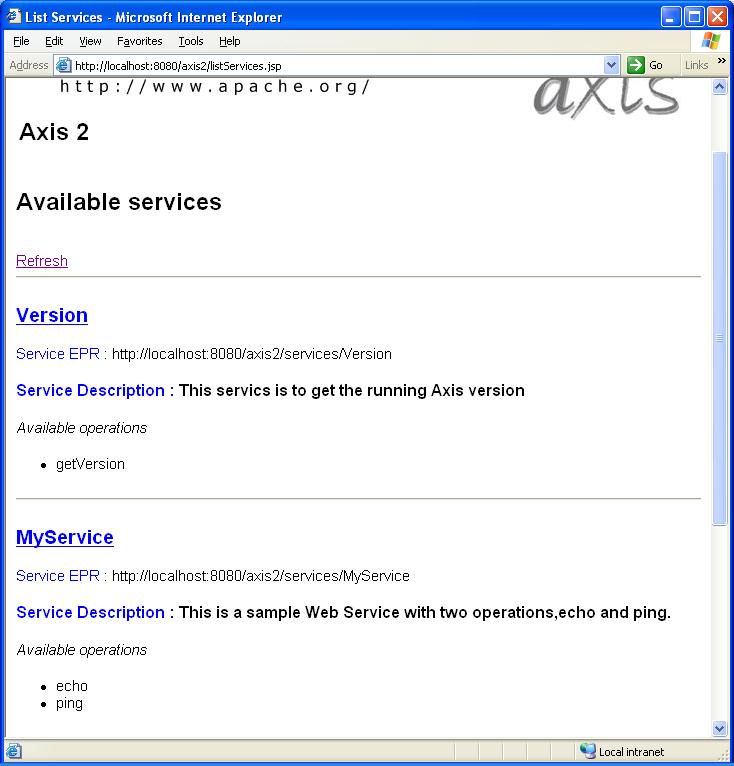 List Services - Microsoft Internet Explorer
File Edit View Favorites Tools Help
Address http://localhost:8080/axis2/listServices.jsp Go Links »
http://www.apache.org/ axis
Axis 2
Available services
Refresh
Version
Service EPR : http://localhost:8080/axis2/services/Version
Service Description : This servics is to get the running Axis version
Available operations
• getVersion
MyService
Service EPR : http://localhost:8080/axis2/services/MyService
Service Description : This is a sample Web Service with two operations,echo and ping.
Available operations
• echo
• ping
Local intranet